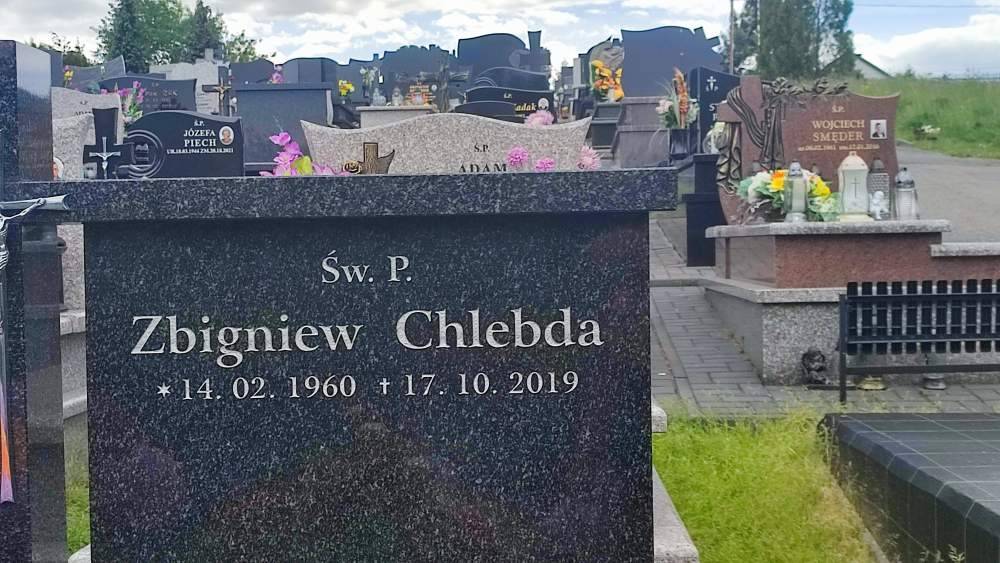 Św. P.
Zbigniew Chlebda
✶ 14. 02. 1960 ✝ 17. 10. 2019
Ś.P.
JÓZEFA
PIECH
Ś.P.
ADAM
Ś.P.
WOJCIECH
SMĘDER